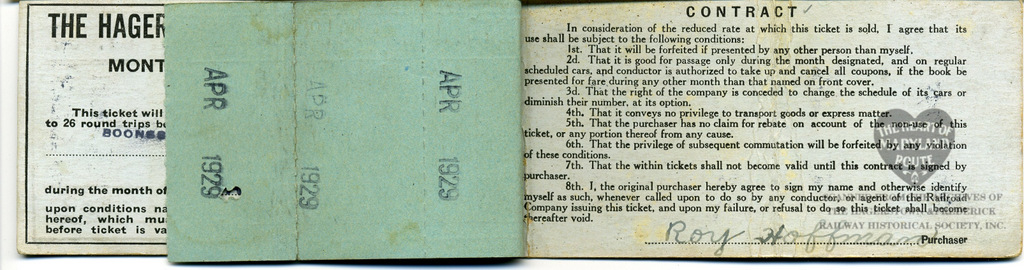 THE HAGER
MONT
This ticket will
to 26 round trips be
BOONSB
during the month of
upon conditions na
hereof, which mu
before ticket is va
APR 1929
APR 1929
APR 1929
CONTRACT
In consideration of the reduced rate at which this ticket is sold, I agree that its
use shall be subject to the following conditions:
1st. That it will be forfeited if presented by any other person than myself.
2d. That it is good for passage only during the month designated, and on regular
scheduled cars, and conductor is authorized to take up and cancel all coupons, if the book be
presented for fare during any other month than that named on front cover.
3d. That the right of the company is conceded to change the schedule of its cars or
diminish their number, at its option.
4th. That it conveys no privilege to transport goods or express matter.
5th. That the purchaser has no claim for rebate on account of the non-use of this
ticket, or any portion thereof from any cause.
6th. That the privilege of subsequent commutation will be forfeited by any violation
of these conditions.
7th. That the within tickets shall not become valid until this contract is signed by
purchaser.
8th. I, the original purchaser hereby agree to sign my name and otherwise identify
myself as such, whenever called upon to do so by any conductor or agent of the Railroad
Company issuing this ticket, and upon my failure, or refusal to do so this ticket shall become
thereafter void.
Roy Hoffman Purchaser
RAILWAY HISTORICAL SOCIETY, INC.